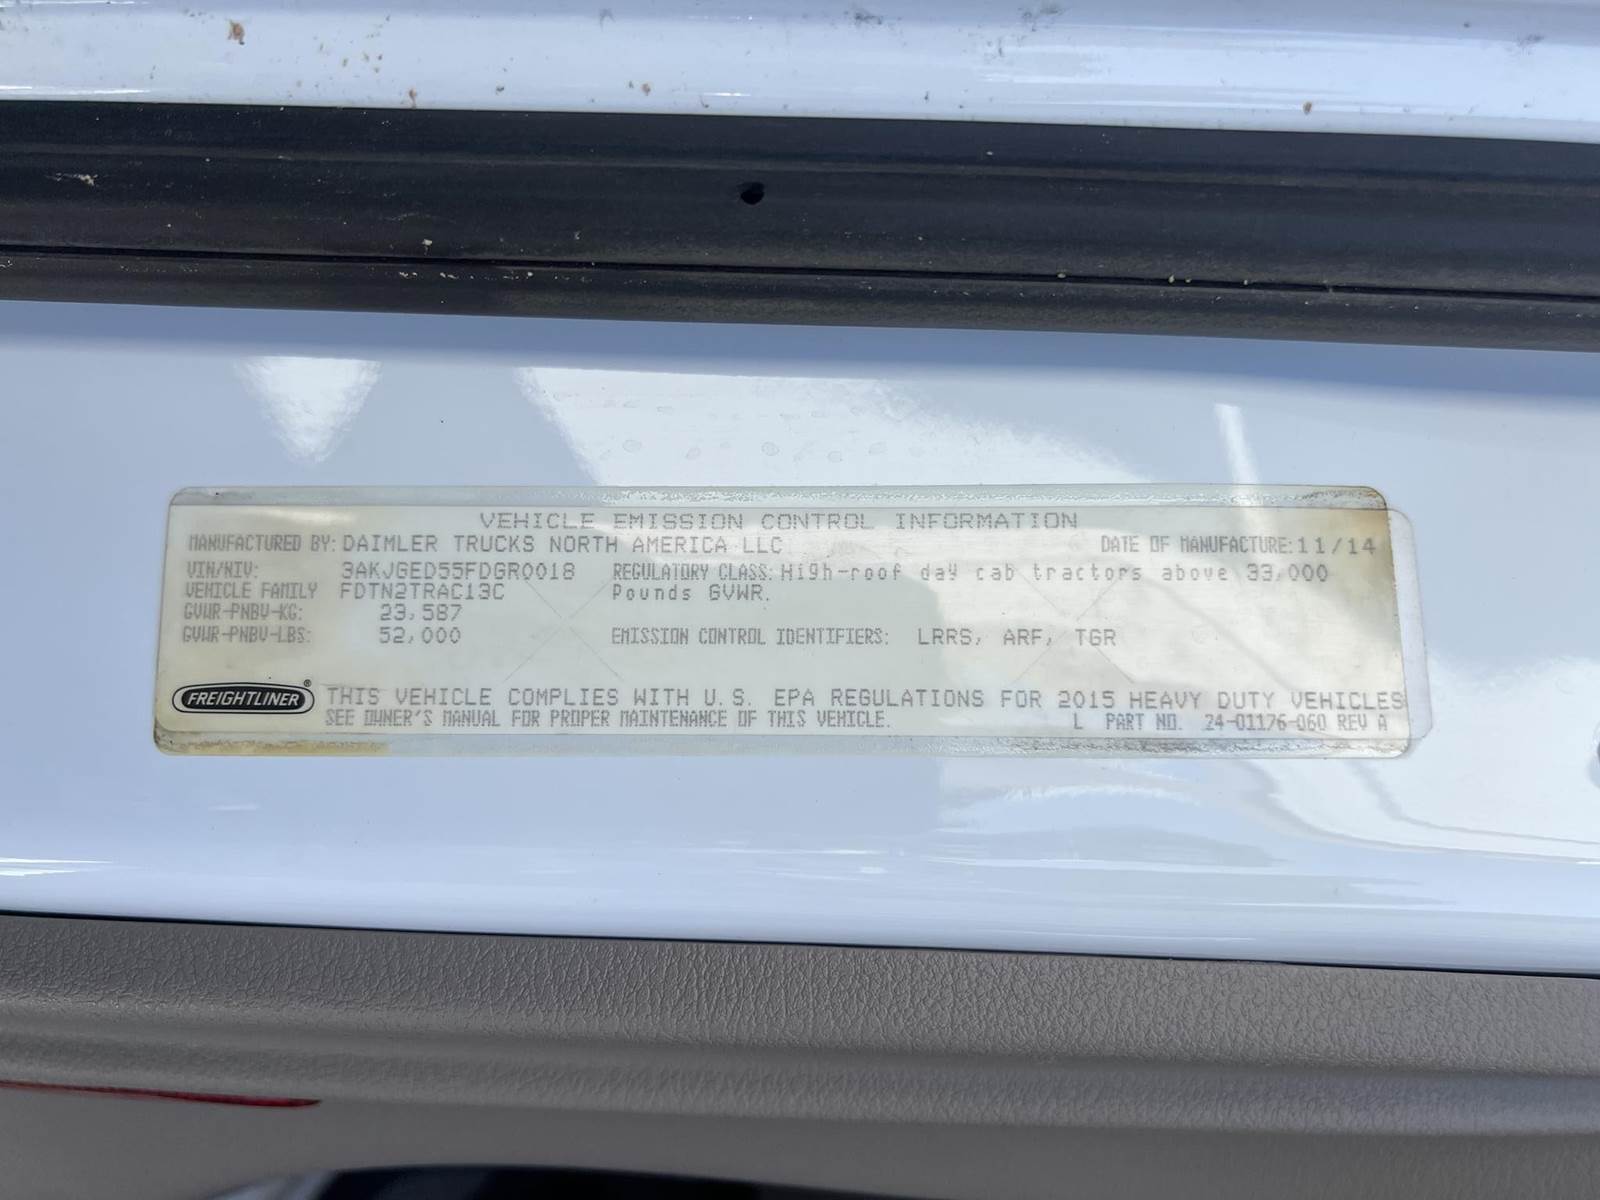 VEHICLE EMISSION CONTROL INFORMATION
MANUFACTURED BY: DAIMLER TRUCKS NORTH AMERICA LLC DATE OF MANUFACTURE: 11/14
VIN/NIV: 3AKJGED55FDGR0018 REGULATORY CLASS: High-roof day cab tractors above 33,000
VEHICLE FAMILY FDTN2TRAC13C Pounds GVWR.
GVWR-PNBV-KG: 23,587
GVWR-PNBV-LBS: 52,000 EMISSION CONTROL IDENTIFIERS: LRRS, ARF, TGR
FREIGHTLINER® THIS VEHICLE COMPLIES WITH U.S. EPA REGULATIONS FOR 2015 HEAVY DUTY VEHICLES
SEE OWNER'S MANUAL FOR PROPER MAINTENANCE OF THIS VEHICLE. L PART NO. 24-01176-060 REV A